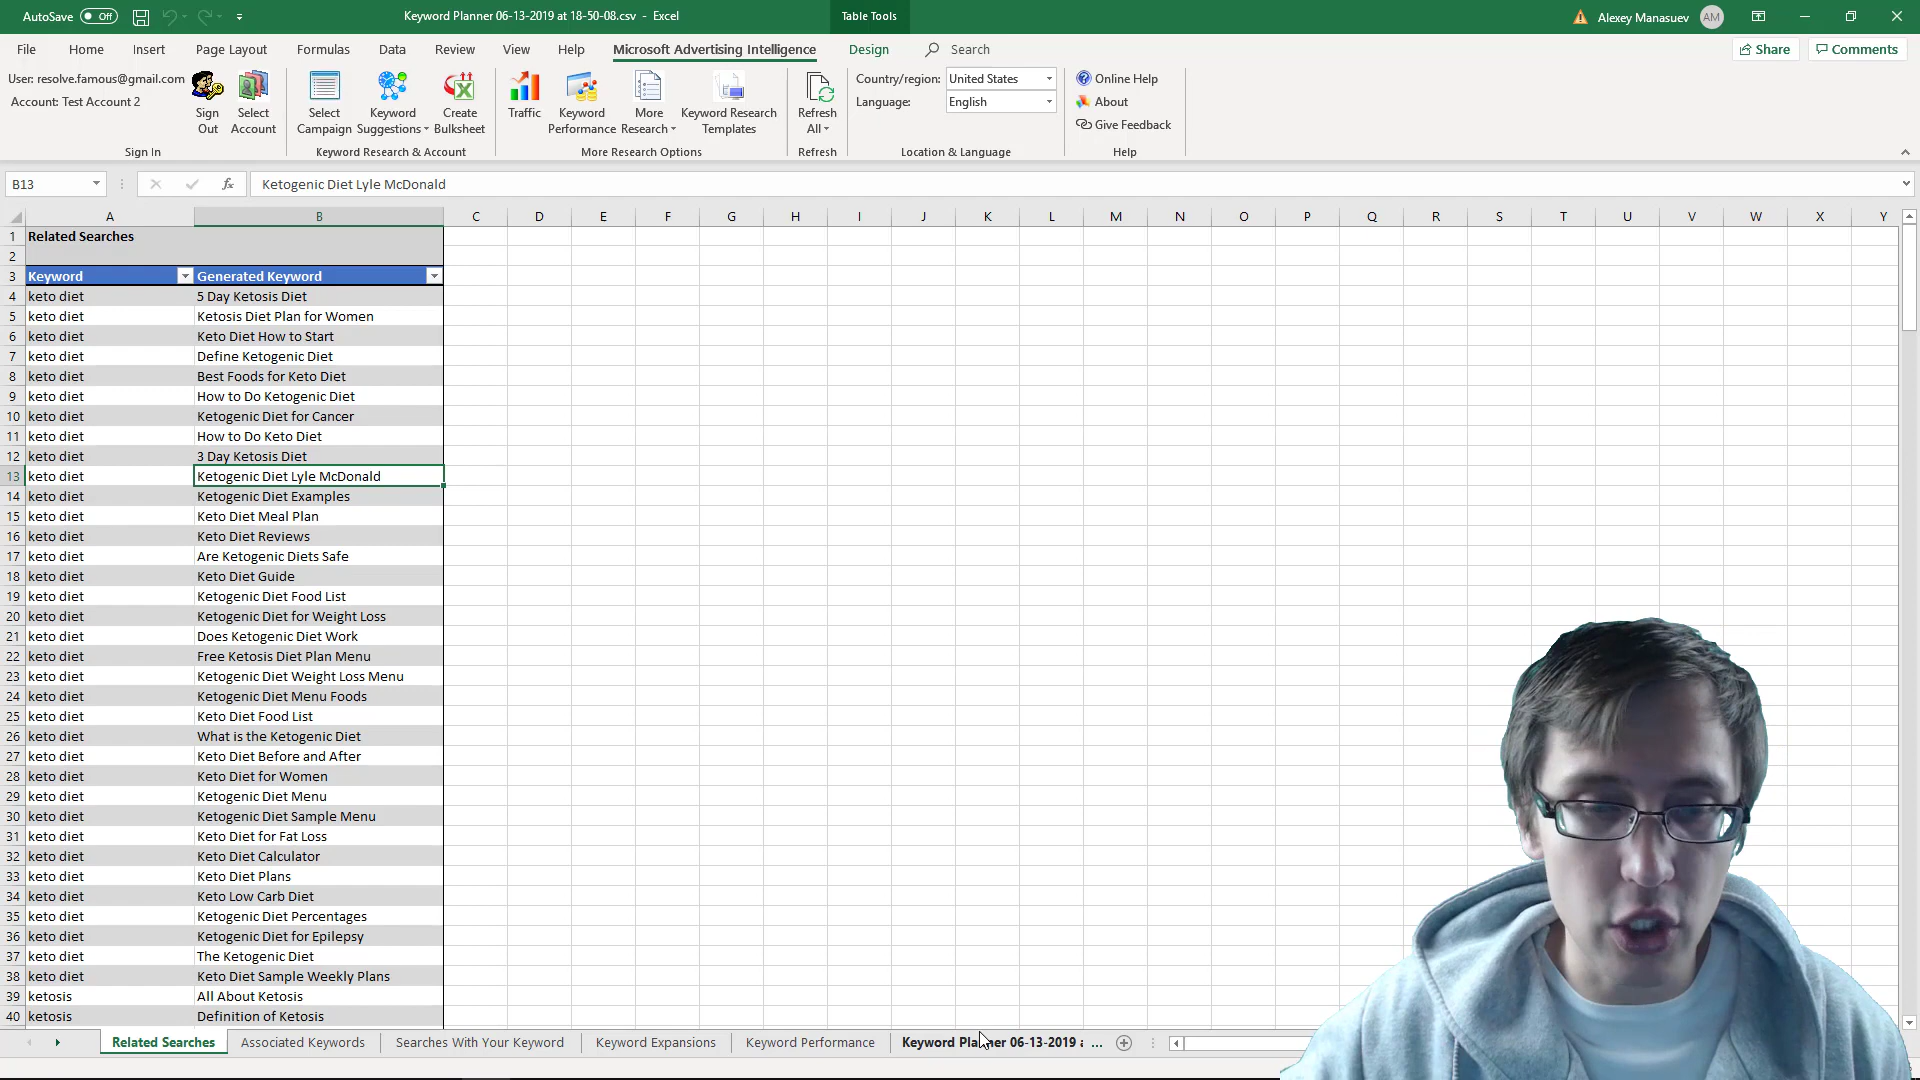 AutoSave Off
Keyword Planner 06-13-2019 at 18-50-08.csv - Excel
Table Tools
Alexey Manasuev AM
File Home Insert Page Layout Formulas Data Review View Help Microsoft Advertising Intelligence Design Search Share Comments
User: resolve.famous@gmail.com
Account: Test Account 2
Sign Out
Select Account
Sign In
Select Campaign
Keyword Suggestions
Create Bulksheet
Keyword Research & Account
Traffic
Keyword Performance
More Research
Keyword Research Templates
More Research Options
Refresh All
Refresh
Country/region: United States
Language: English
Location & Language
Online Help
About
Give Feedback
Help
B13 fx Ketogenic Diet Lyle McDonald
A B C D E F G H I J K L M N O P Q R S T U V W X Y
1 Related Searches
2
3 Keyword Generated Keyword
4 keto diet 5 Day Ketosis Diet
5 keto diet Ketosis Diet Plan for Women
6 keto diet Keto Diet How to Start
7 keto diet Define Ketogenic Diet
8 keto diet Best Foods for Keto Diet
9 keto diet How to Do Ketogenic Diet
10 keto diet Ketogenic Diet for Cancer
11 keto diet How to Do Keto Diet
12 keto diet 3 Day Ketosis Diet
13 keto diet Ketogenic Diet Lyle McDonald
14 keto diet Ketogenic Diet Examples
15 keto diet Keto Diet Meal Plan
16 keto diet Keto Diet Reviews
17 keto diet Are Ketogenic Diets Safe
18 keto diet Keto Diet Guide
19 keto diet Ketogenic Diet Food List
20 keto diet Ketogenic Diet for Weight Loss
21 keto diet Does Ketogenic Diet Work
22 keto diet Free Ketosis Diet Plan Menu
23 keto diet Ketogenic Diet Weight Loss Menu
24 keto diet Ketogenic Diet Menu Foods
25 keto diet Keto Diet Food List
26 keto diet What is the Ketogenic Diet
27 keto diet Keto Diet Before and After
28 keto diet Keto Diet for Women
29 keto diet Ketogenic Diet Menu
30 keto diet Ketogenic Diet Sample Menu
31 keto diet Keto Diet for Fat Loss
32 keto diet Keto Diet Calculator
33 keto diet Keto Diet Plans
34 keto diet Keto Low Carb Diet
35 keto diet Ketogenic Diet Percentages
36 keto diet Ketogenic Diet for Epilepsy
37 keto diet The Ketogenic Diet
38 keto diet Keto Diet Sample Weekly Plans
39 ketosis All About Ketosis
40 ketosis Definition of Ketosis
Related Searches Associated Keywords Searches With Your Keyword Keyword Expansions Keyword Performance Keyword Planner 06-13-2019 a ...